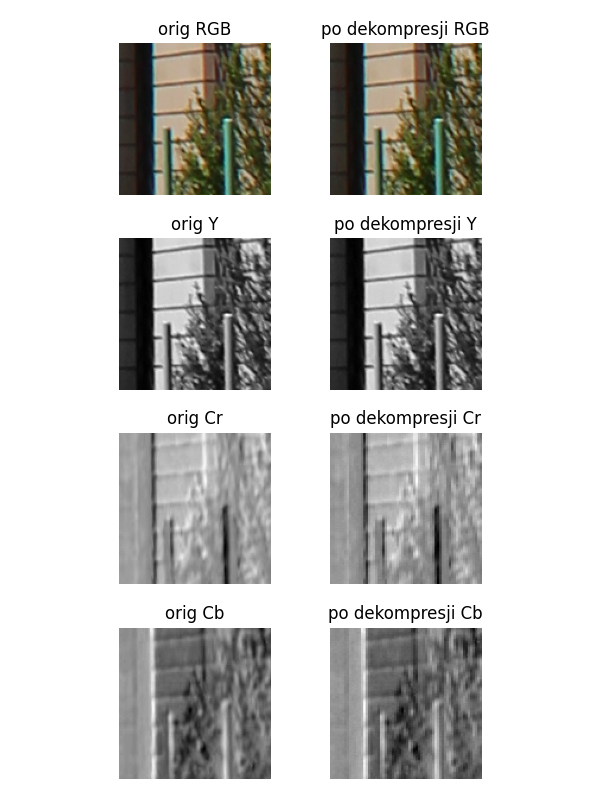 orig RGB
po dekompresji RGB
orig Y
po dekompresji Y
orig Cr
po dekompresji Cr
orig Cb
po dekompresji Cb